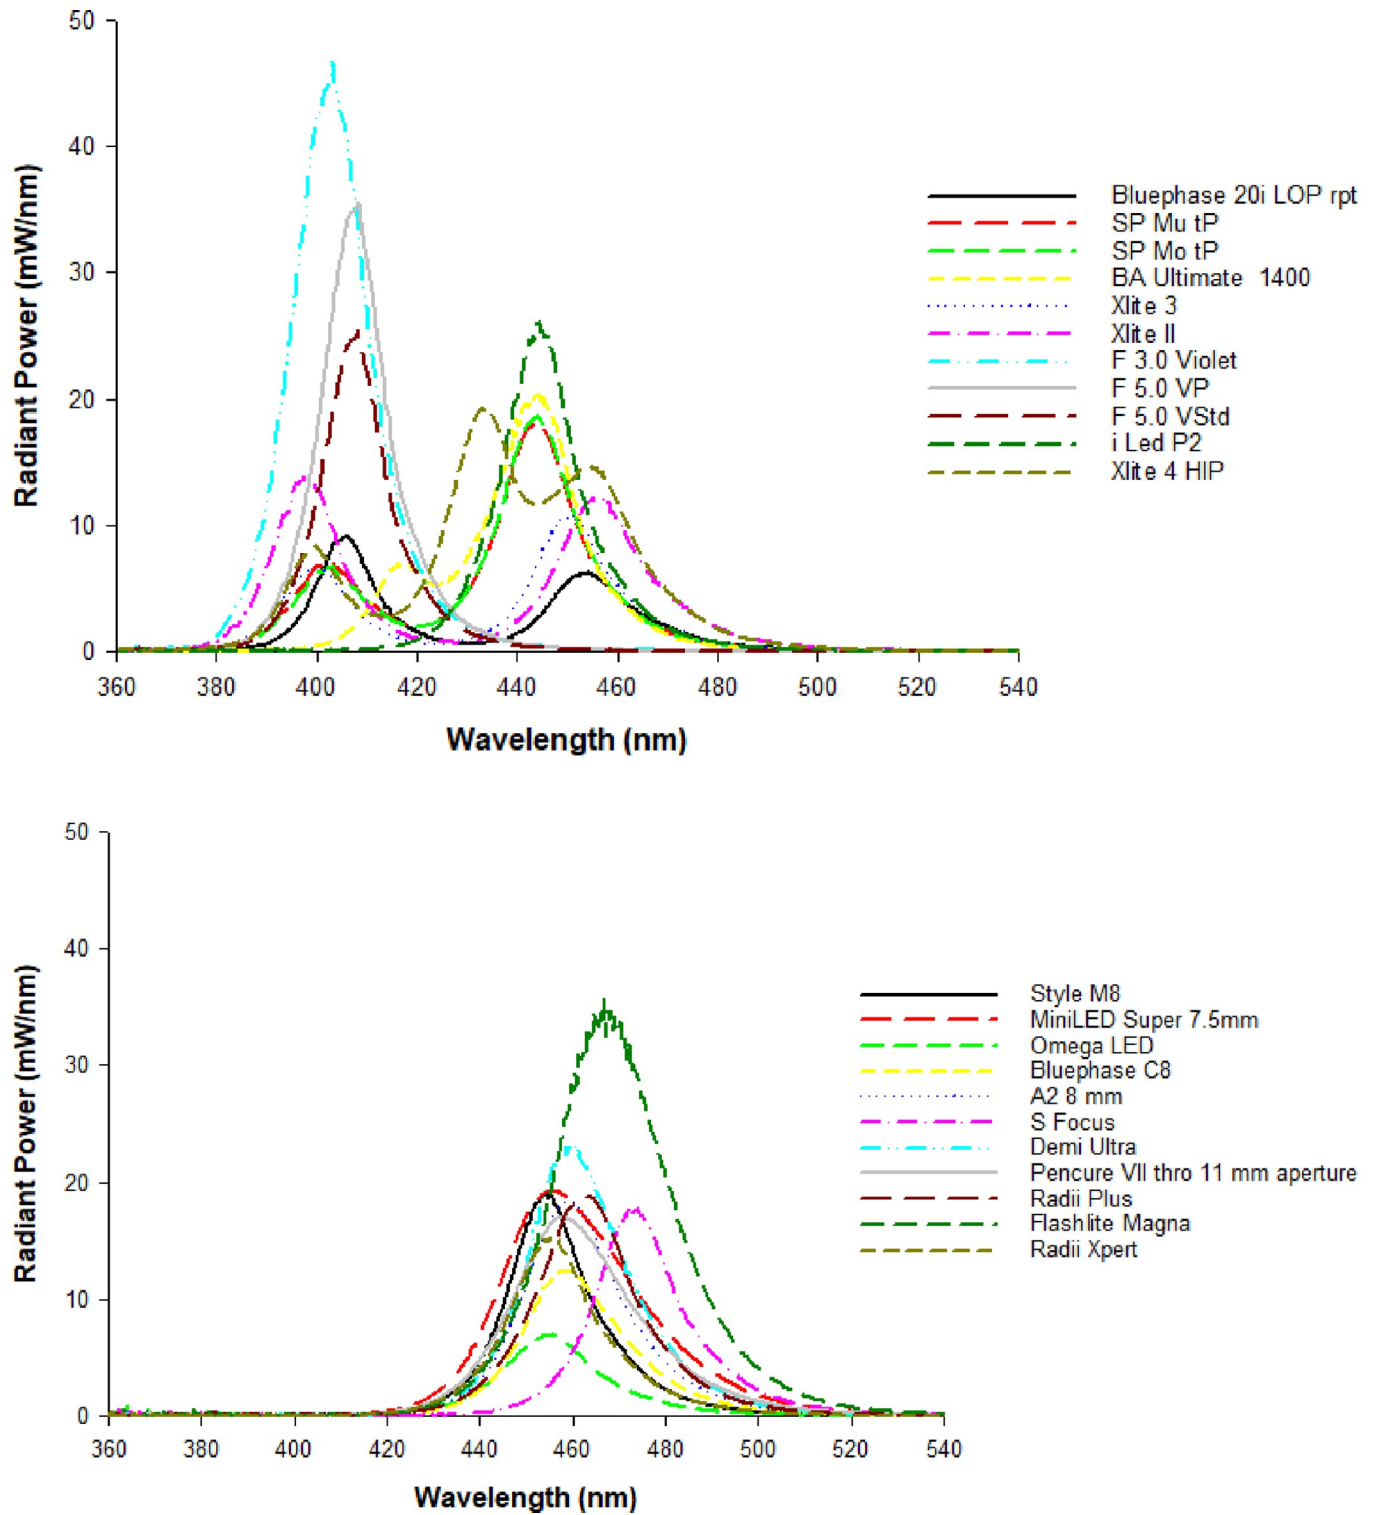 50
40
30
20
10
0
Radiant Power (mW/nm)
360 380 400 420 440 460 480 500 520 540
Wavelength (nm)
Bluephase 20i LOP rpt
SP Mu tP
SP Mo tP
BA Ultimate 1400
Xlite 3
Xlite II
F 3.0 Violet
F 5.0 VP
F 5.0 VStd
i Led P2
Xlite 4 HIP
50
40
30
20
10
0
Radiant Power (mW/nm)
360 380 400 420 440 460 480 500 520 540
Wavelength (nm)
Style M8
MiniLED Super 7.5mm
Omega LED
Bluephase C8
A2 8 mm
S Focus
Demi Ultra
Pencure VII thro 11 mm aperture
Radii Plus
Flashlite Magna
Radii Xpert